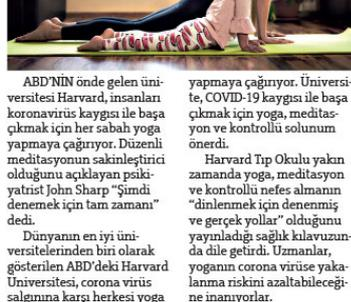 ABD'NİN önde gelen üni-
versitesi Harvard, insanları
koronavirüs kaygısı ile başa
çıkmak için her sabah yoga
yapmaya çağırıyor. Düzenli
meditasyonun sakinleştirici
olduğunu açıklayan psiki-
yatrist John Sharp “Şimdi
denemek için tam zamanı”
dedi.
Dünyanın en iyi üni-
versitelerinden biri olarak
gösterilen ABD'deki Harvard
Üniversitesi, corona virüs
salgınına karşı herkesi yoga
yapmaya çağırıyor. Üniversi-
te, COVID-19 kaygısı ile başa
çıkmak için yoga, meditas-
yon ve kontrollü solunum
önerdi.
Harvard Tıp Okulu yakın
zamanda yoga, meditasyon
ve kontrollü nefes almanın
“dinlenmek için denenmiş
ve gerçek yollar” olduğunu
yayınladığı sağlık kılavuzun-
da dile getirdi. Uzmanlar,
yoganın corona virüse yaka-
lanma riskini azaltabileceği-
ne inanıyorlar.